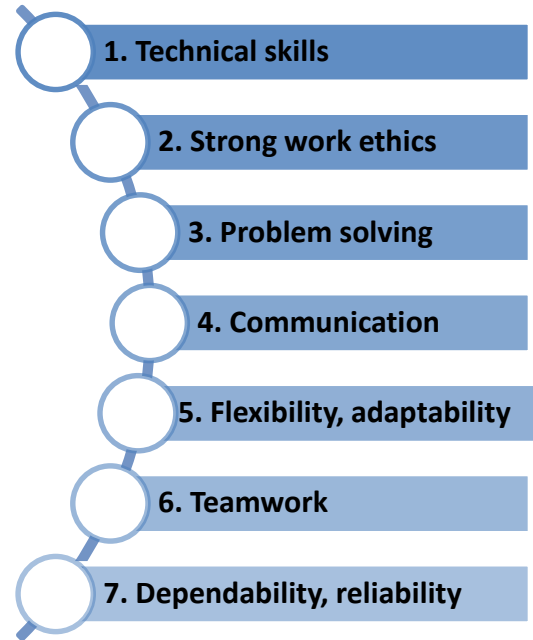 1. Technical skills
2. Strong work ethics
3. Problem solving
4. Communication
5. Flexibility, adaptability
6. Teamwork
7. Dependability, reliability